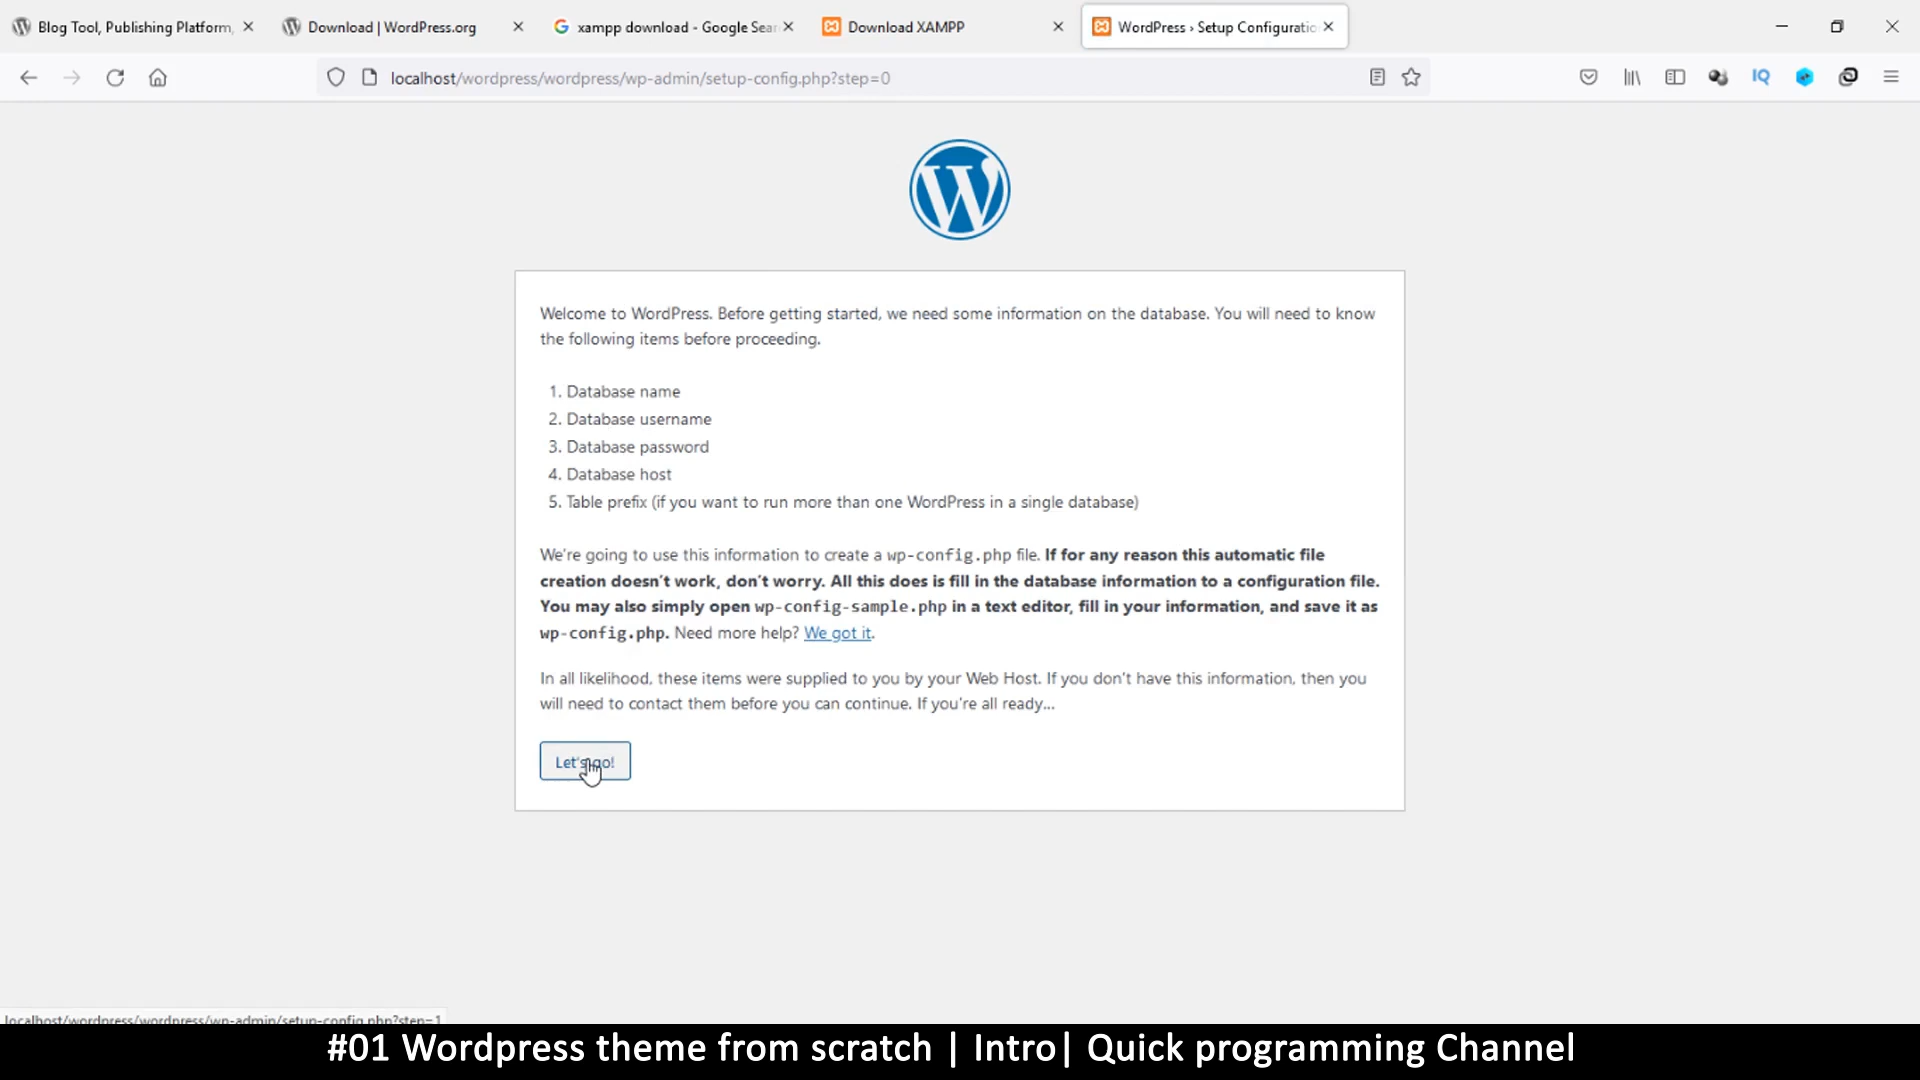 Blog Tool, Publishing Platform,
Download | WordPress.org
xampp download - Google Sear
Download XAMPP
WordPress › Setup Configuratio
localhost/wordpress/wordpress/wp-admin/setup-config.php?step=0
IQ
Welcome to WordPress. Before getting started, we need some information on the database. You will need to know
the following items before proceeding.
1. Database name
2. Database username
3. Database password
4. Database host
5. Table prefix (if you want to run more than one WordPress in a single database)
We're going to use this information to create a wp-config.php file. If for any reason this automatic file
creation doesn't work, don't worry. All this does is fill in the database information to a configuration file.
You may also simply open wp-config-sample.php in a text editor, fill in your information, and save it as
wp-config.php. Need more help? We got it.
In all likelihood, these items were supplied to you by your Web Host. If you don't have this information, then you
will need to contact them before you can continue. If you're all ready...
Let's go!
localhost/wordpress/wordpress/wp-admin/setup-config.php?step=1
#01 Wordpress theme from scratch | Intro| Quick programming Channel